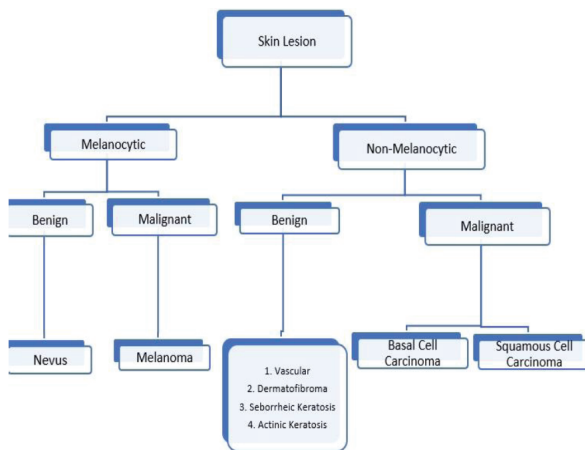 Skin Lesion
Melanocytic
Non-Melanocytic
Benign
Malignant
Benign
Malignant
Nevus
Melanoma
1. Vascular
2. Dermatofibroma
3. Seborrheic Keratosis
4. Actinic Keratosis
Basal Cell
Carcinoma
Squamous Cell
Carcinoma